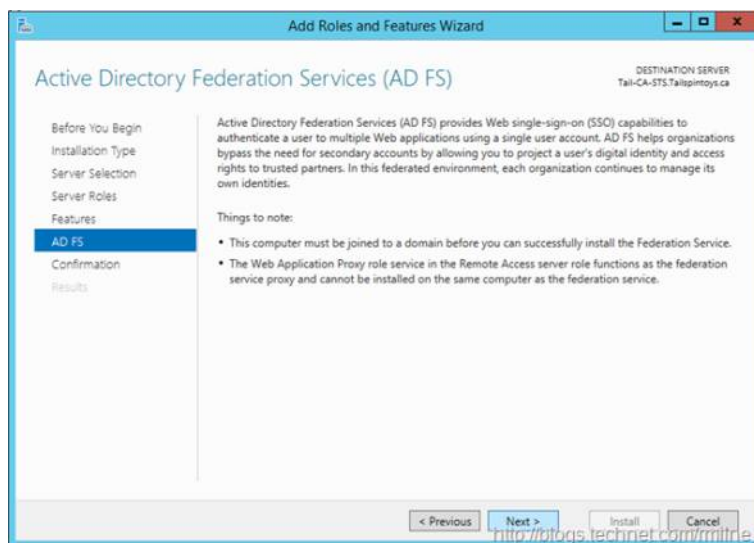 Add Roles and Features Wizard
Active Directory Federation Services (AD FS)
DESTINATION SERVER
Tail-CA-STS.Tailspintoys.ca
Before You Begin
Installation Type
Server Selection
Server Roles
Features
AD FS
Confirmation
Results
Active Directory Federation Services (AD FS) provides Web single-sign-on (SSO) capabilities to
authenticate a user to multiple Web applications using a single user account. AD FS helps organizations
bypass the need for secondary accounts by allowing you to project a user's digital identity and access
rights to trusted partners. In this federated environment, each organization continues to manage its
own identities.
Things to note:
• This computer must be joined to a domain before you can successfully install the Federation Service.
• The Web Application Proxy role service in the Remote Access server role functions as the federation
service proxy and cannot be installed on the same computer as the federation service.
< Previous
Next >
Install
Cancel
http://blogs.technet.com/rmilne